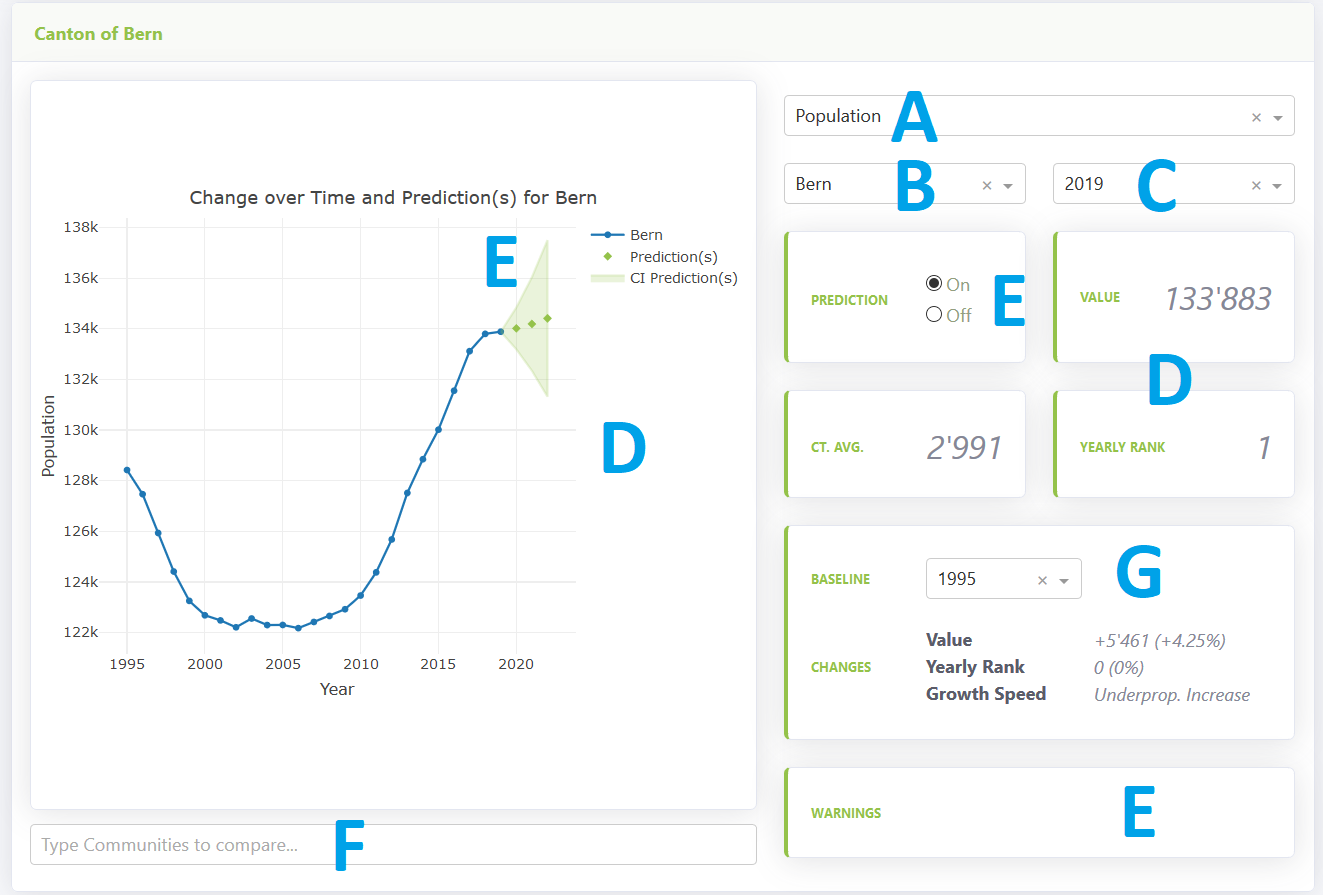 Canton of Bern
Change over Time and Prediction(s) for Bern
138k
136k
134k
132k
130k
128k
126k
124k
122k
Population
1995 2000 2005 2010 2015 2020
Year
Bern
Prediction(s)
CI Prediction(s)
E
D
Type Communities to compare...
F
Population
A
Bern
B
2019
C
PREDICTION
On
Off
E
VALUE
133'883
D
CT. AVG.
2'991
YEARLY RANK
1
BASELINE
1995
G
CHANGES
Value +5'461 (+4.25%)
Yearly Rank 0 (0%)
Growth Speed Underprop. Increase
WARNINGS
E